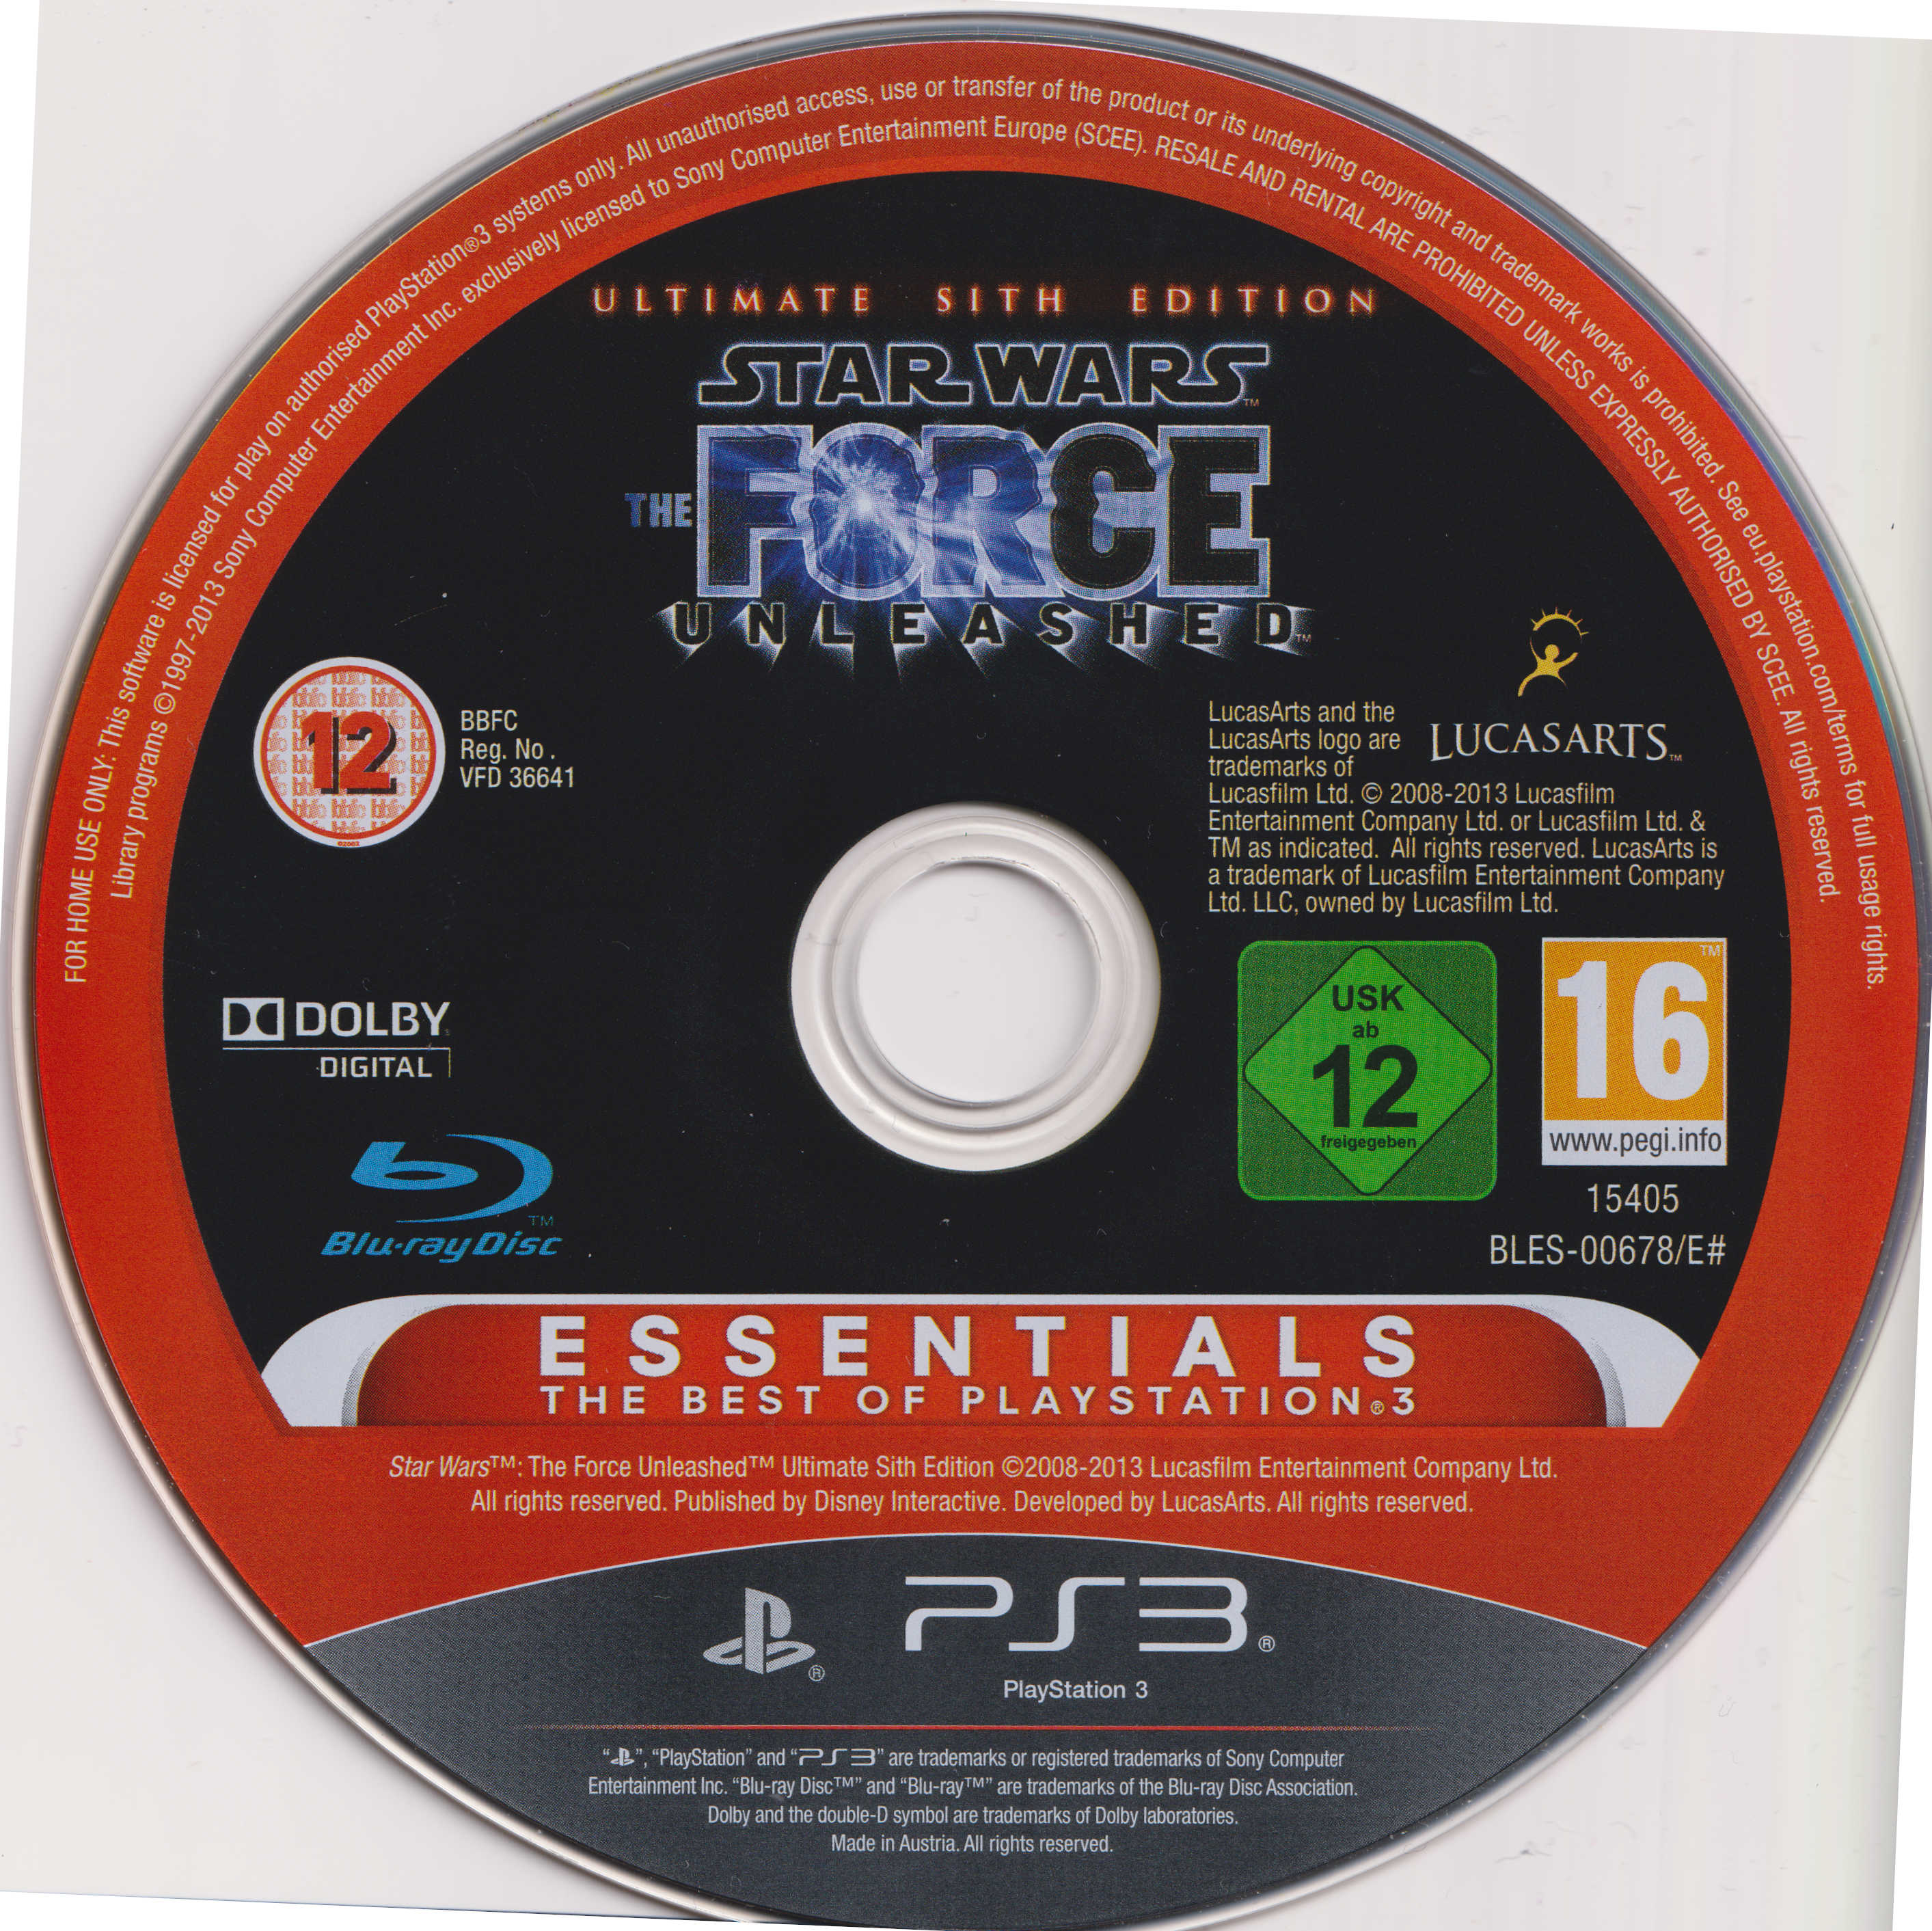 FOR HOME USE ONLY: This software is licensed for play on authorised PlayStation®3 systems only. All unauthorised access, use or transfer of the product or its underlying copyright and trademark works is prohibited. See eu.playstation.com/terms for full usage rights.
Library programs ©1997-2013 Sony Computer Entertainment Inc. exclusively licensed to Sony Computer Entertainment Europe (SCEE). RESALE AND RENTAL ARE PROHIBITED UNLESS EXPRESSLY AUTHORISED BY SCEE. All rights reserved.
ULTIMATE SITH EDITION
STAR WARS™
THE FORCE
UNLEASHED™
12
bbfc
©2002
BBFC
Reg. No .
VFD 36641
LUCASARTS™
LucasArts and the
LucasArts logo are
trademarks of
Lucasfilm Ltd. © 2008-2013 Lucasfilm
Entertainment Company Ltd. or Lucasfilm Ltd. &
TM as indicated. All rights reserved. LucasArts is
a trademark of Lucasfilm Entertainment Company
Ltd. LLC, owned by Lucasfilm Ltd.
DOLBY
DIGITAL
USK
ab
12
freigegeben
16™
www.pegi.info
Blu-ray Disc™
15405
BLES-00678/E#
ESSENTIALS
THE BEST OF PLAYSTATION®3
Star Wars™: The Force Unleashed™ Ultimate Sith Edition ©2008-2013 Lucasfilm Entertainment Company Ltd.
All rights reserved. Published by Disney Interactive. Developed by LucasArts. All rights reserved.
PS3®
PlayStation 3
“”, “PlayStation” and “PS3” are trademarks or registered trademarks of Sony Computer
Entertainment Inc. “Blu-ray Disc™” and “Blu-ray™” are trademarks of the Blu-ray Disc Association.
Dolby and the double-D symbol are trademarks of Dolby laboratories.
Made in Austria. All rights reserved.